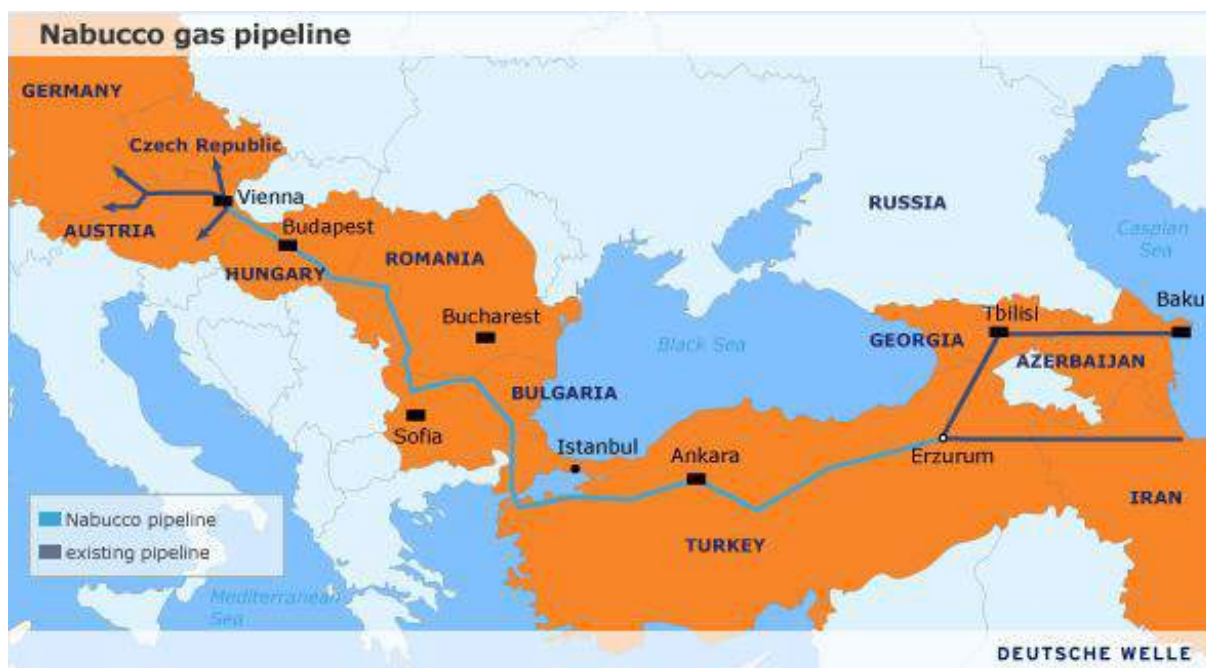 Nabucco gas pipeline
GERMANY
Czech Republic
Vienna
AUSTRIA
Budapest
HUNGARY
ROMANIA
Bucharest
BULGARIA
Sofia
Istanbul
Ankara
TURKEY
Black Sea
RUSSIA
Caspian
Sea
Tbilisi
Baku
GEORGIA
AZERBAIJAN
Erzurum
IRAN
Nabucco pipeline
existing pipeline
Mediterranean
Sea
DEUTSCHE WELLE